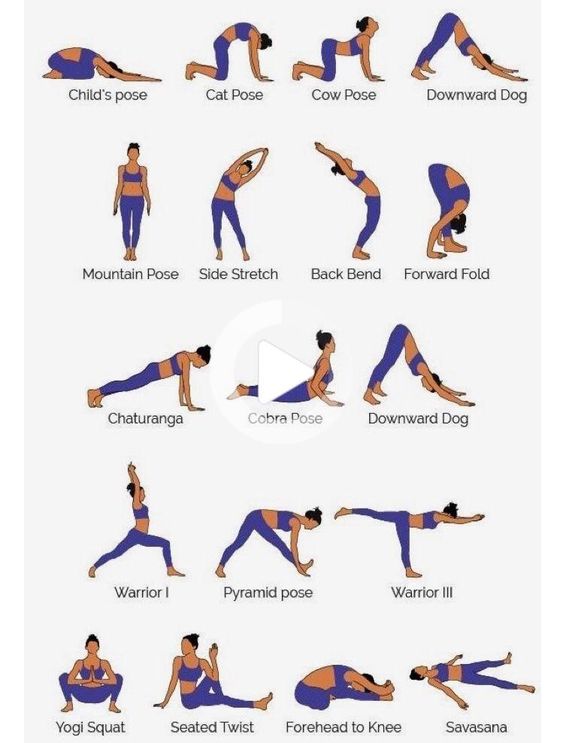 Child's pose
Cat Pose
Cow Pose
Downward Dog
Mountain Pose
Side Stretch
Back Bend
Forward Fold
Chaturanga
Cobra Pose
Downward Dog
Warrior I
Pyramid pose
Warrior III
Yogi Squat
Seated Twist
Forehead to Knee
Savasana